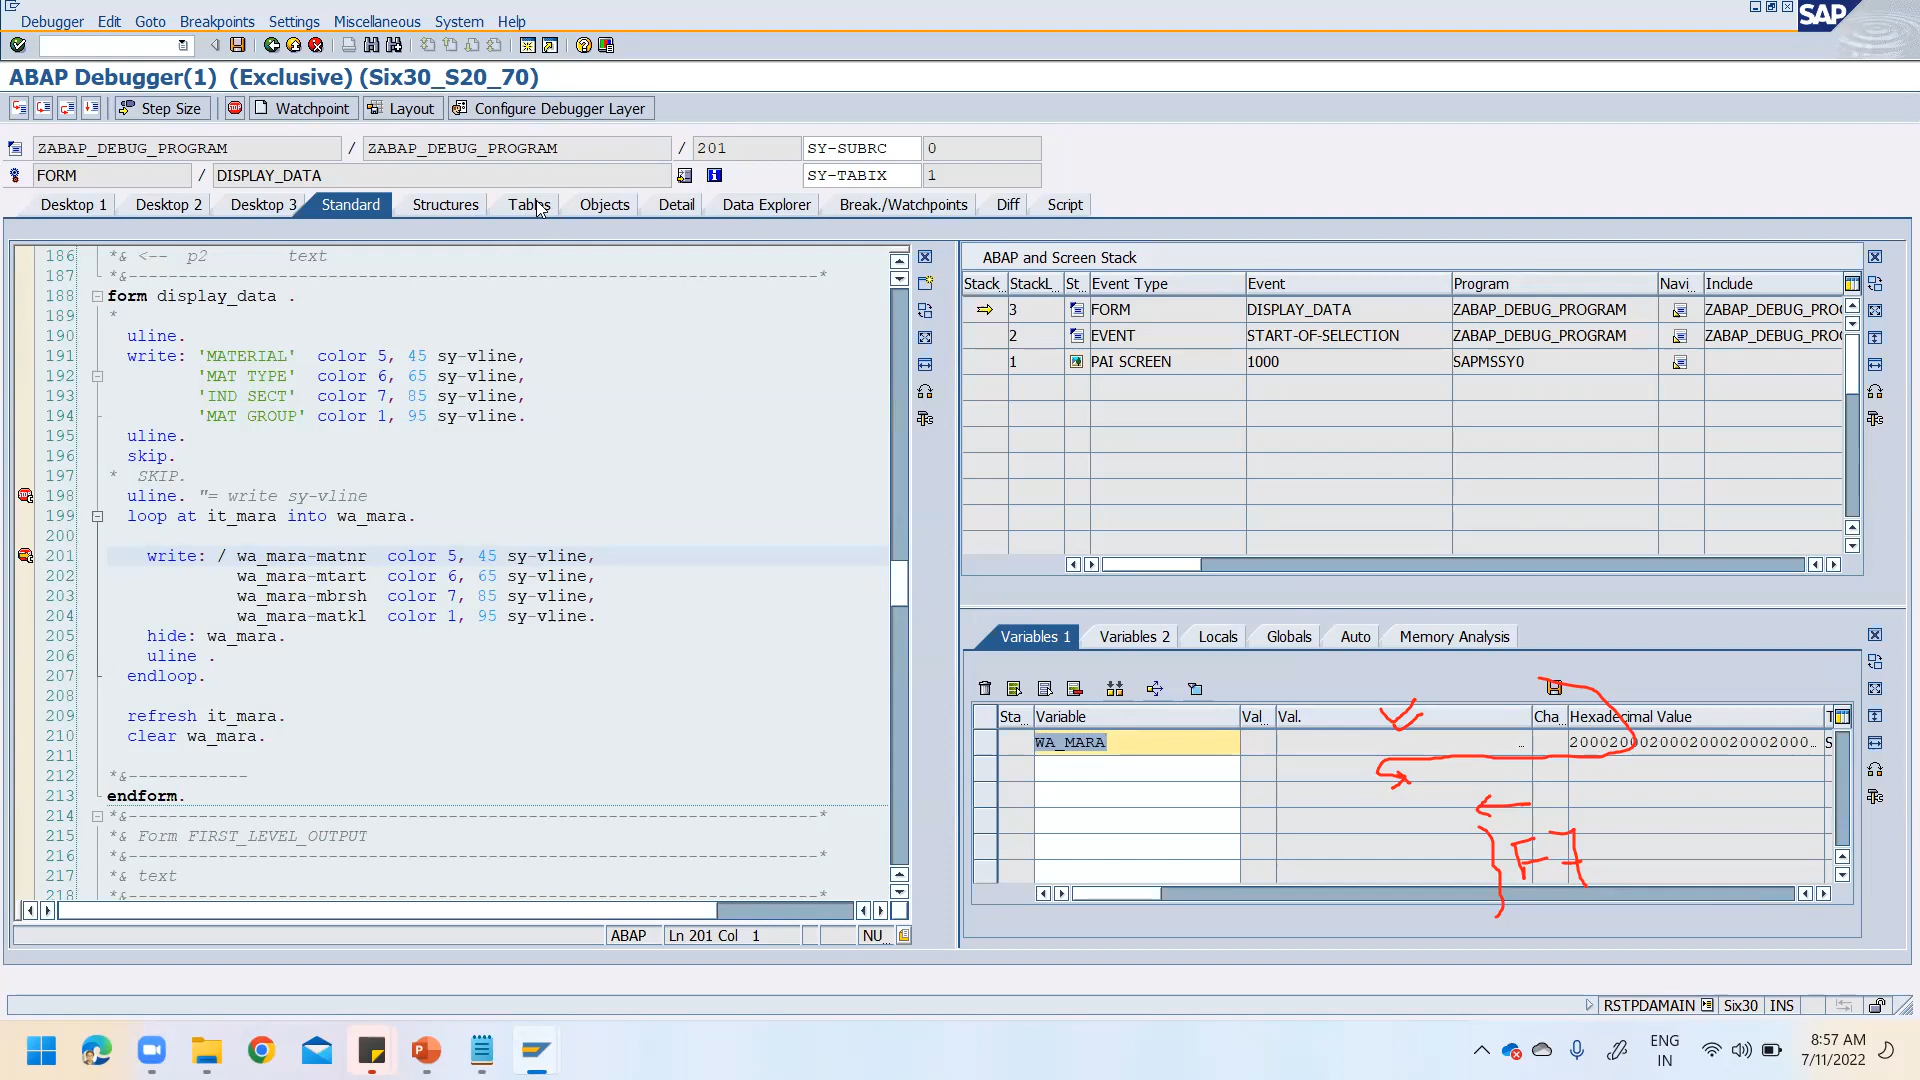 Debugger Edit Goto Breakpoints Settings Miscellaneous System Help
SAP
ABAP Debugger(1) (Exclusive) (Six30_S20_70)
Step Size Watchpoint Layout Configure Debugger Layer
ZABAP_DEBUG_PROGRAM / ZABAP_DEBUG_PROGRAM / 201 SY-SUBRC 0
FORM / DISPLAY_DATA SY-TABIX 1
Desktop 1 Desktop 2 Desktop 3 Standard Structures Tables Objects Detail Data Explorer Break./Watchpoints Diff Script
186 *& <-- p2 text
187 *&----------------------------------------------------------------------*
188 form display_data .
189 *
190 uline.
191 write: 'MATERIAL' color 5, 45 sy-vline,
192 'MAT TYPE' color 6, 65 sy-vline,
193 'IND SECT' color 7, 85 sy-vline,
194 'MAT GROUP' color 1, 95 sy-vline.
195 uline.
196 skip.
197 * SKIP.
198 uline. "= write sy-vline
199 loop at it_mara into wa_mara.
200
201 write: / wa_mara-matnr color 5, 45 sy-vline,
202 wa_mara-mtart color 6, 65 sy-vline,
203 wa_mara-mbrsh color 7, 85 sy-vline,
204 wa_mara-matkl color 1, 95 sy-vline.
205 hide: wa_mara.
206 uline .
207 endloop.
208
209 refresh it_mara.
210 clear wa_mara.
211
212 *&------------
213 endform.
214 *&----------------------------------------------------------------------*
215 *& Form FIRST_LEVEL_OUTPUT
216 *&----------------------------------------------------------------------*
217 *& text
218 *&----------------------------------------------------------------------*
ABAP Ln 201 Col 1 NU...
ABAP and Screen Stack
Stack... StackL... St... Event Type Event Program Navi... Include
3 FORM DISPLAY_DATA ZABAP_DEBUG_PROGRAM ZABAP_DEBUG_PRO
2 EVENT START-OF-SELECTION ZABAP_DEBUG_PROGRAM ZABAP_DEBUG_PRO
1 PAI SCREEN 1000 SAPMSSY0
Variables 1 Variables 2 Locals Globals Auto Memory Analysis
Sta... Variable Val... Val. Cha... Hexadecimal Value T
WA_MARA ... 2000200020002000200020002000... S
F7
RSTPDAMAIN Six30 INS
ENG
IN
8:57 AM
7/11/2022